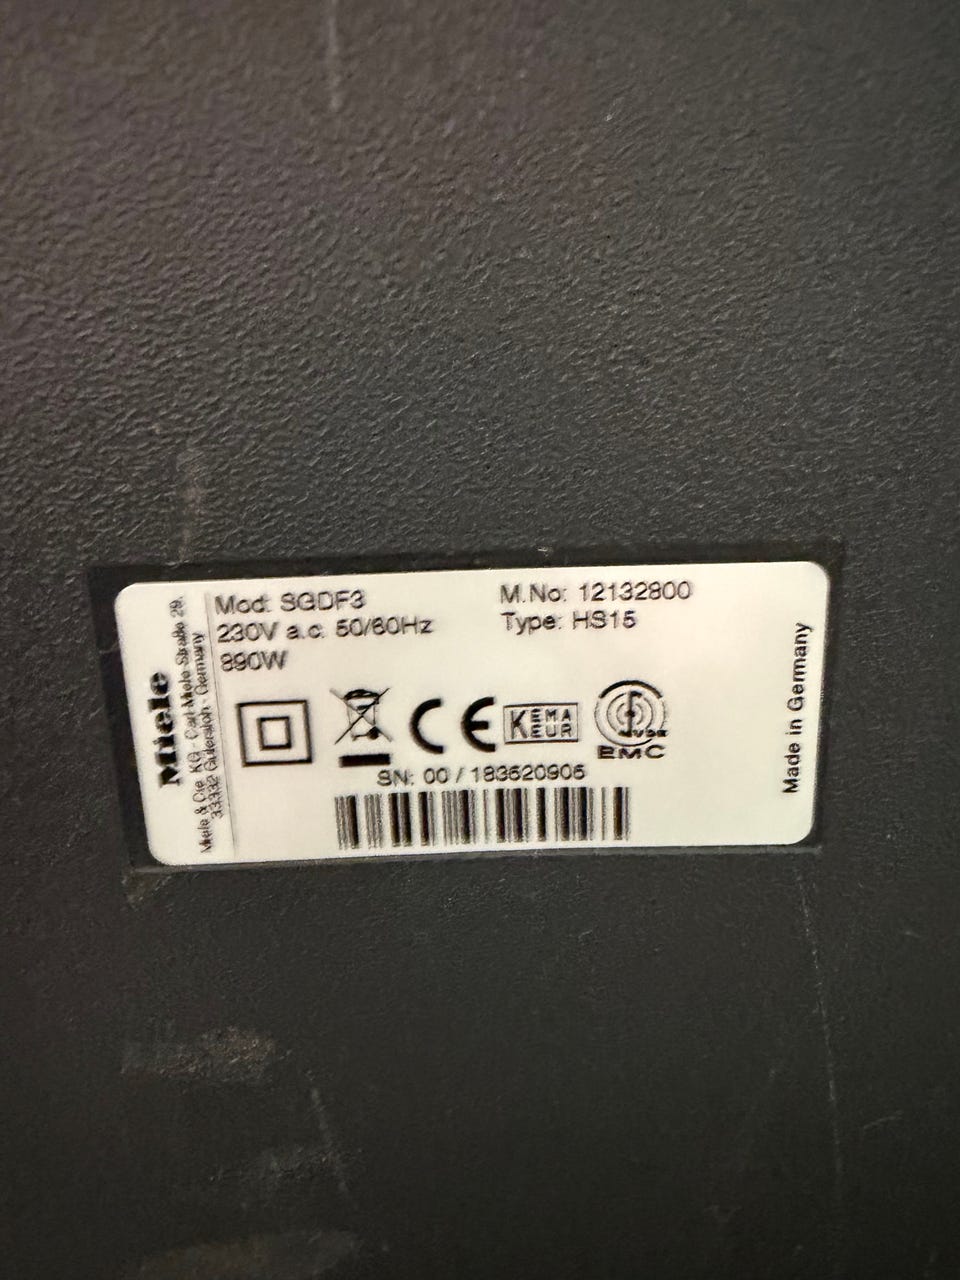 Miele
Miele & Cie. KG - Carl-Miele-Straße 29.
33332 Gütersloh - Germany
Mod: SGDF3
230V a.c. 50/60Hz
890W
M.No: 12132800
Type: HS15
CE
KEMA
EUR
VDE
EMC
SN: 00 / 183620906
Made in Germany